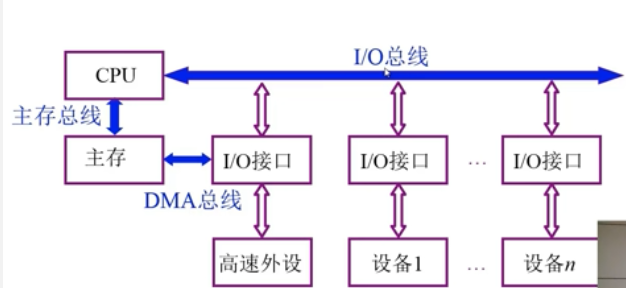 I/O总线
CPU
主存总线
主存
I/O接口
I/O接口
...
I/O接口
DMA总线
高速外设
设备1
...
设备n